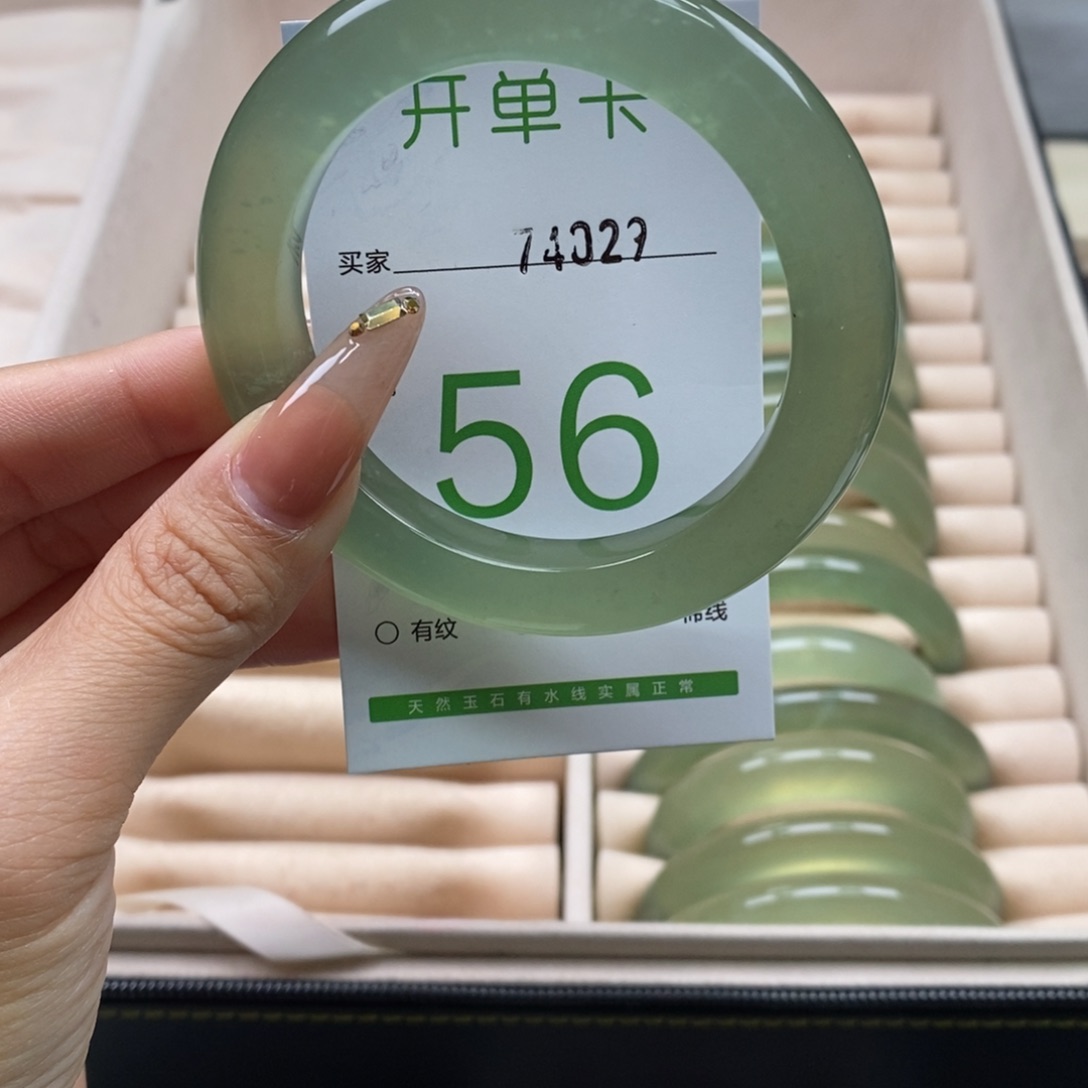 开单卡
买家 74027
56
○ 有纹
天然玉石有水线实属正常